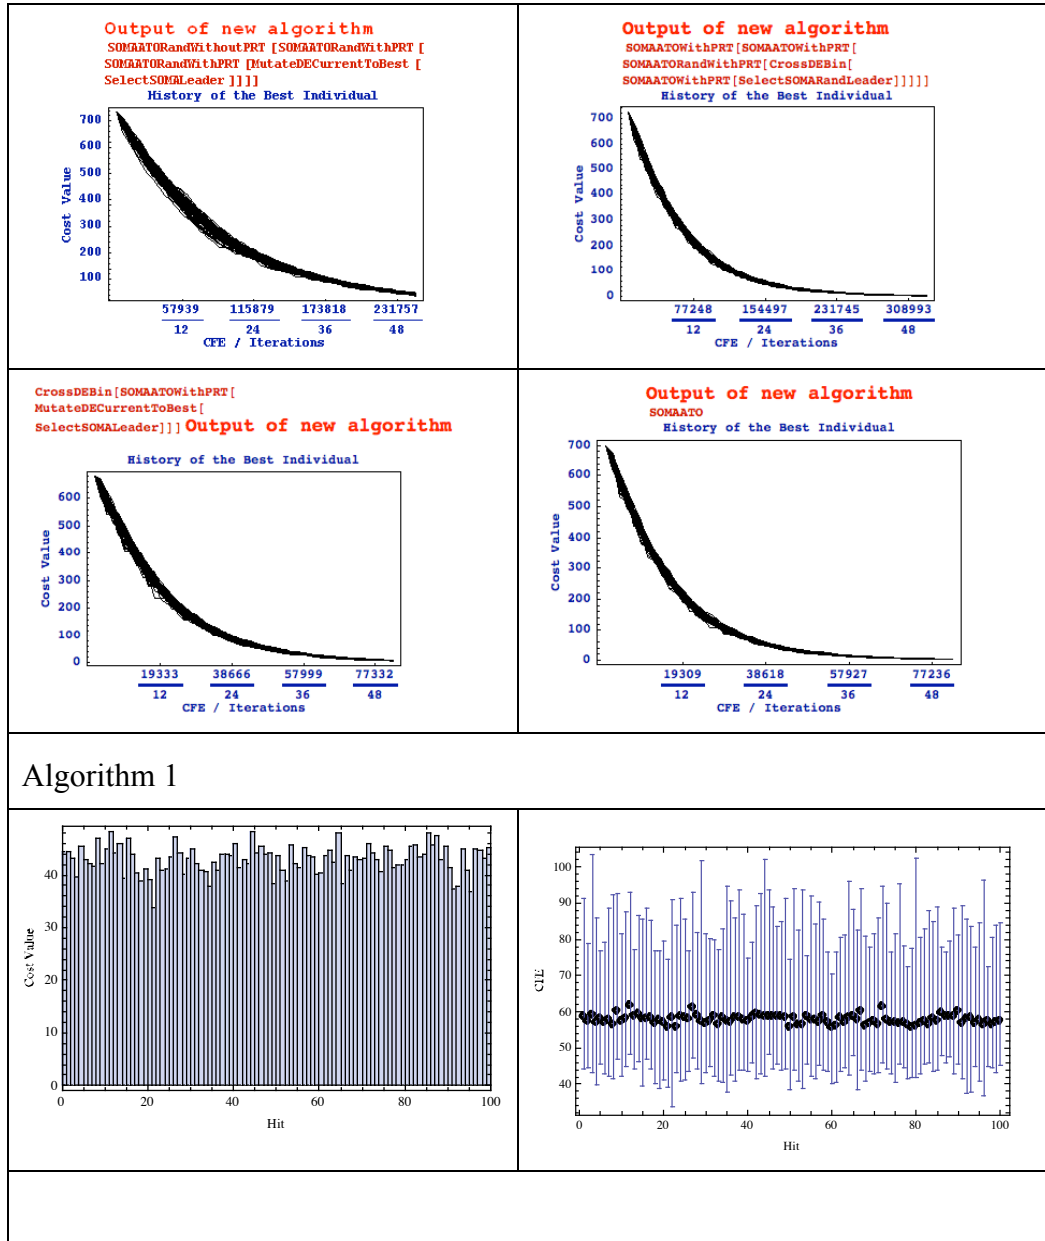 Output of new algorithm
SOMAATORandWithoutPRT [SOMAATORandWithPRT [
SOMAATORandWithPRT [MutateDECurrentToBest [
SelectSOMALeader ]]]]
History of the Best Individual
700
600
500
400
300
200
100
Cost Value
57939 115879 173818 231757
12 24 36 48
CFE / Iterations
Output of new algorithm
SOMAATOWithPRT[SOMAATOWithPRT[
SOMAATORandWithPRT[CrossDEBin[
SOMAATOWithPRT[SelectSOMARandLeader]]]]]
History of the Best Individual
700
600
500
400
300
200
100
0
Cost Value
77248 154497 231745 308993
12 24 36 48
CFE / Iterations
CrossDEBin[SOMAATOWithPRT[
MutateDECurrentToBest[
SelectSOMALeader]]] Output of new algorithm
History of the Best Individual
600
500
400
300
200
100
0
Cost Value
19333 38666 57999 77332
12 24 36 48
CFE / Iterations
Output of new algorithm
SOMAATO
History of the Best Individual
700
600
500
400
300
200
100
0
Cost Value
19309 38618 57927 77236
12 24 36 48
CFE / Iterations
Algorithm 1
40
30
20
10
0
Cost Value
0 20 40 60 80 100
Hit
100
90
80
70
60
50
40
CFE
0 20 40 60 80 100
Hit